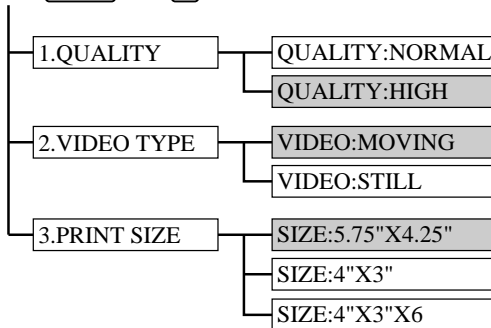 1.QUALITY
QUALITY:NORMAL
QUALITY:HIGH
2.VIDEO TYPE
VIDEO:MOVING
VIDEO:STILL
3.PRINT SIZE
SIZE:5.75"X4.25"
SIZE:4"X3"
SIZE:4"X3"X6